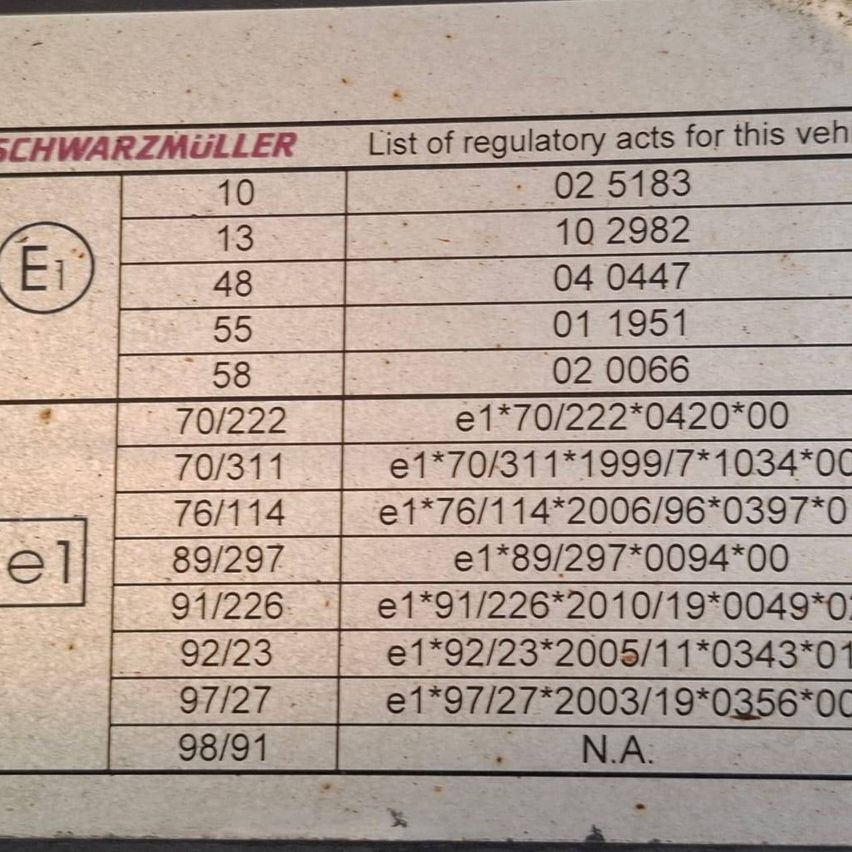 SCHWARZMÜLLER List of regulatory acts for this veh
10 02 5183
13 10 2982
E1 48 04 0447
55 01 1951
58 02 0066
70/222 e1*70/222*0420*00
70/311 e1*70/311*1999/7*1034*00
76/114 e1*76/114*2006/96*0397*0
e1 89/297 e1*89/297*0094*00
91/226 e1*91/226*2010/19*0049*02
92/23 e1*92/23*2005/11*0343*01
97/27 e1*97/27*2003/19*0356*00
98/91 N.A.